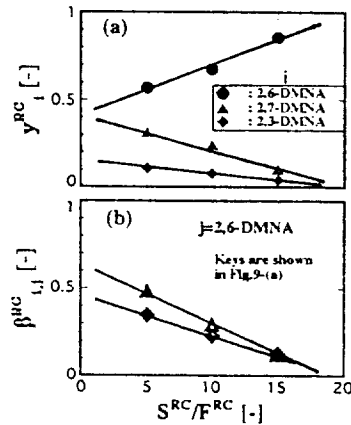 (a)
1
0.5
0
y^RC_i [-]
i
● : 2,6-DMNA
▲ : 2,7-DMNA
◆ : 2,3-DMNA
1
0.5
0
β^RC_i,j [-]
(b)
j=2,6-DMNA
Keys are shown
in Fig.9-(a)
5 10 15 20
S^RC/F^RC [-]